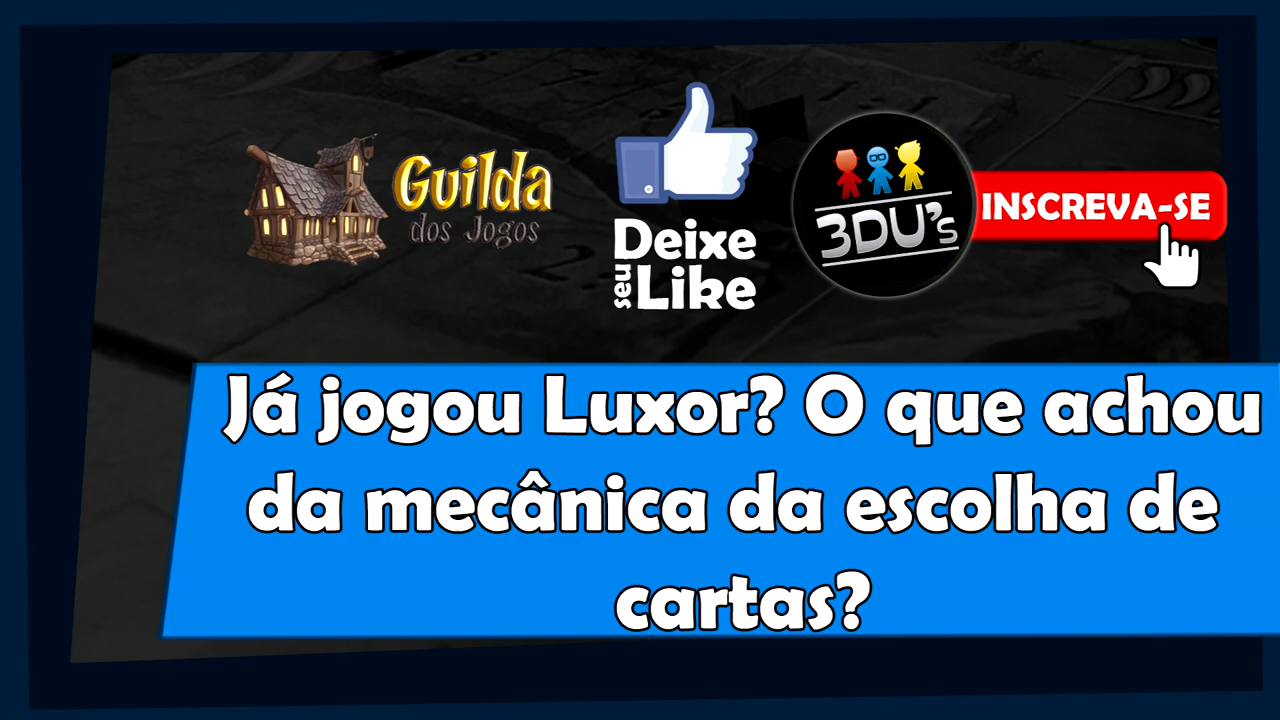 Guilda
dos Jogos
Deixe
seu
Like
3DU's
INSCREVA-SE
Já jogou Luxor? O que achou
da mecânica da escolha de
cartas?